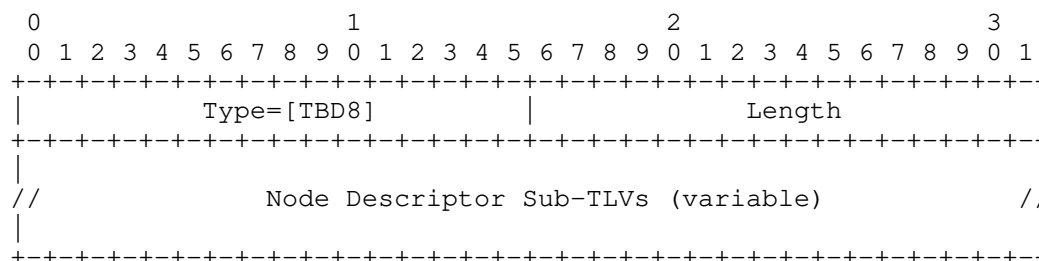 0                   1                   2                   3
 0 1 2 3 4 5 6 7 8 9 0 1 2 3 4 5 6 7 8 9 0 1 2 3 4 5 6 7 8 9 0 1
+-+-+-+-+-+-+-+-+-+-+-+-+-+-+-+-+-+-+-+-+-+-+-+-+-+-+-+-+-+-+-+-
|           Type=[TBD8]         |             Length
+-+-+-+-+-+-+-+-+-+-+-+-+-+-+-+-+-+-+-+-+-+-+-+-+-+-+-+-+-+-+-+-
|
//              Node Descriptor Sub-TLVs (variable)            //
|
+-+-+-+-+-+-+-+-+-+-+-+-+-+-+-+-+-+-+-+-+-+-+-+-+-+-+-+-+-+-+-+-